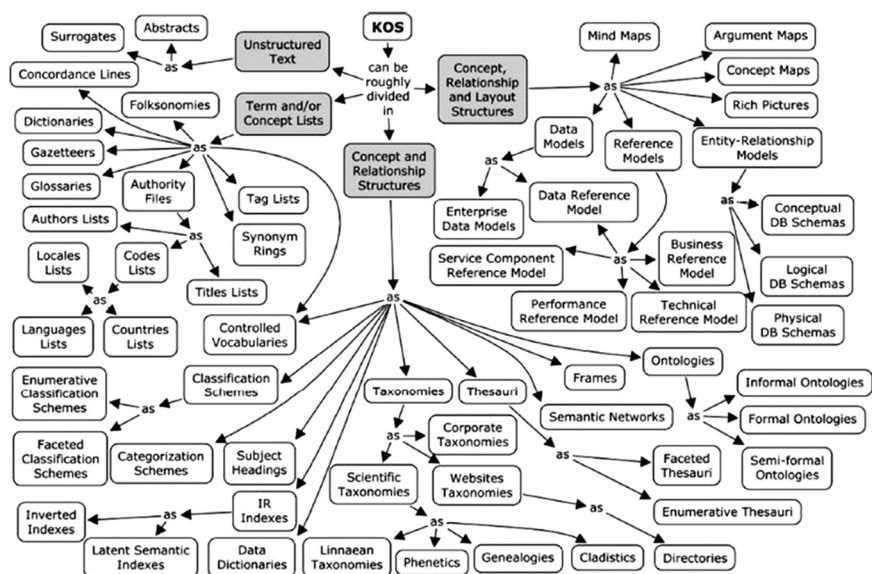 KOS
can be
roughly
divided
in
Unstructured
Text
as
Surrogates
Abstracts
Term and/or
Concept Lists
as
Concordance Lines
Folksonomies
Dictionaries
Gazetteers
Glossaries
Authority
Files
Tag Lists
Synonym
Rings
as
Authors Lists
Codes
Lists
Titles Lists
as
Locales
Lists
Languages
Lists
Countries
Lists
Controlled
Vocabularies
Concept,
Relationship
and Layout
Structures
as
Mind Maps
Argument Maps
Concept Maps
Rich Pictures
Data
Models
Reference
Models
Entity-Relationship
Models
as
Enterprise
Data Models
Data Reference
Model
as
Service Component
Reference Model
Business
Reference
Model
Performance
Reference Model
Technical
Reference Model
as
Conceptual
DB Schemas
Logical
DB Schemas
Physical
DB Schemas
Concept and
Relationship
Structures
as
Classification
Schemes
as
Enumerative
Classification
Schemes
Faceted
Classification
Schemes
Categorization
Schemes
Subject
Headings
IR
Indexes
as
Inverted
Indexes
Latent Semantic
Indexes
Data
Dictionaries
Taxonomies
as
Corporate
Taxonomies
Scientific
Taxonomies
Websites
Taxonomies
as
Linnaean
Taxonomies
Phenetics
Genealogies
Cladistics
as
Directories
Thesauri
as
Faceted
Thesauri
Enumerative Thesauri
Semantic Networks
Frames
Ontologies
as
Informal Ontologies
Formal Ontologies
Semi-formal
Ontologies